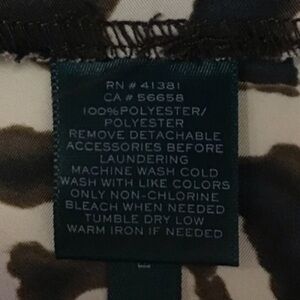 RN # 41381
CA # 56658
100% POLYESTER/
POLYESTER
REMOVE DETACHABLE
ACCESSORIES BEFORE
LAUNDERING
MACHINE WASH COLD
WASH WITH LIKE COLORS
ONLY NON-CHLORINE
BLEACH WHEN NEEDED
TUMBLE DRY LOW
WARM IRON IF NEEDED